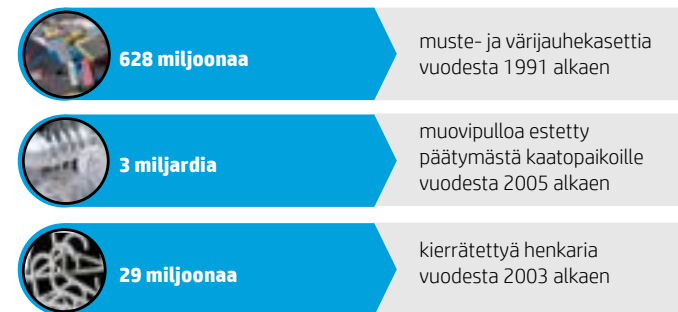 628 miljoonaa
muste- ja värijauhekasettia
vuodesta 1991 alkaen
3 miljardia
muovipulloa estetty
päätymästä kaatopaikoille
vuodesta 2005 alkaen
29 miljoonaa
kierrätettyä henkaria
vuodesta 2003 alkaen